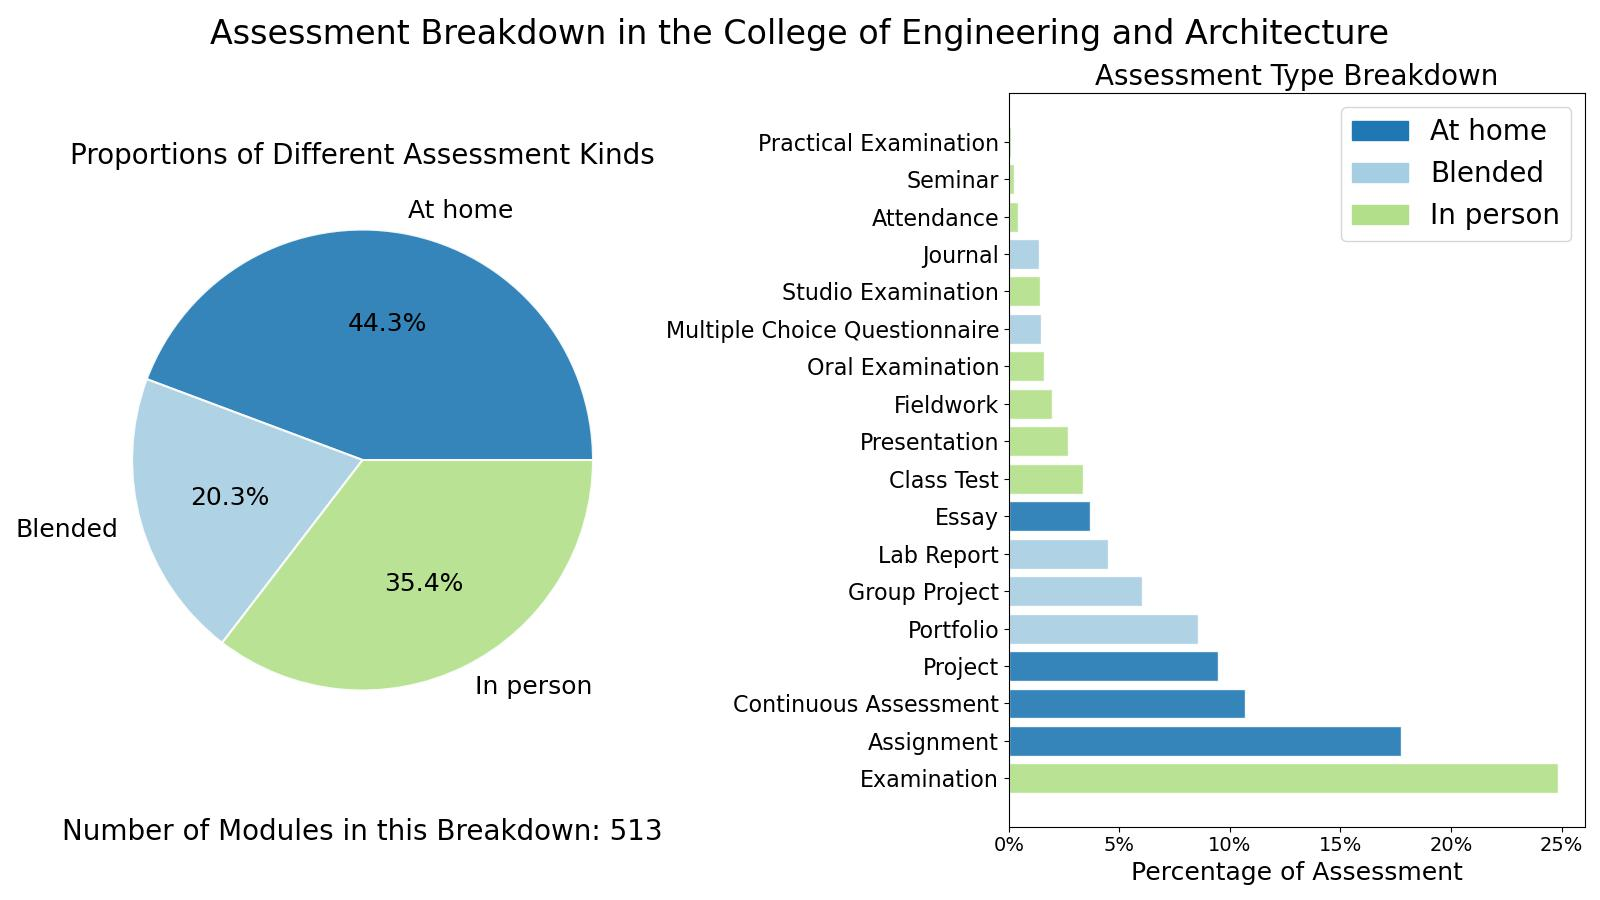 Assessment Breakdown in the College of Engineering and Architecture
Proportions of Different Assessment Kinds
At home
44.3%
Blended
20.3%
In person
35.4%
Number of Modules in this Breakdown: 513
Assessment Type Breakdown
At home
Blended
In person
Practical Examination
Seminar
Attendance
Journal
Studio Examination
Multiple Choice Questionnaire
Oral Examination
Fieldwork
Presentation
Class Test
Essay
Lab Report
Group Project
Portfolio
Project
Continuous Assessment
Assignment
Examination
0% 5% 10% 15% 20% 25%
Percentage of Assessment